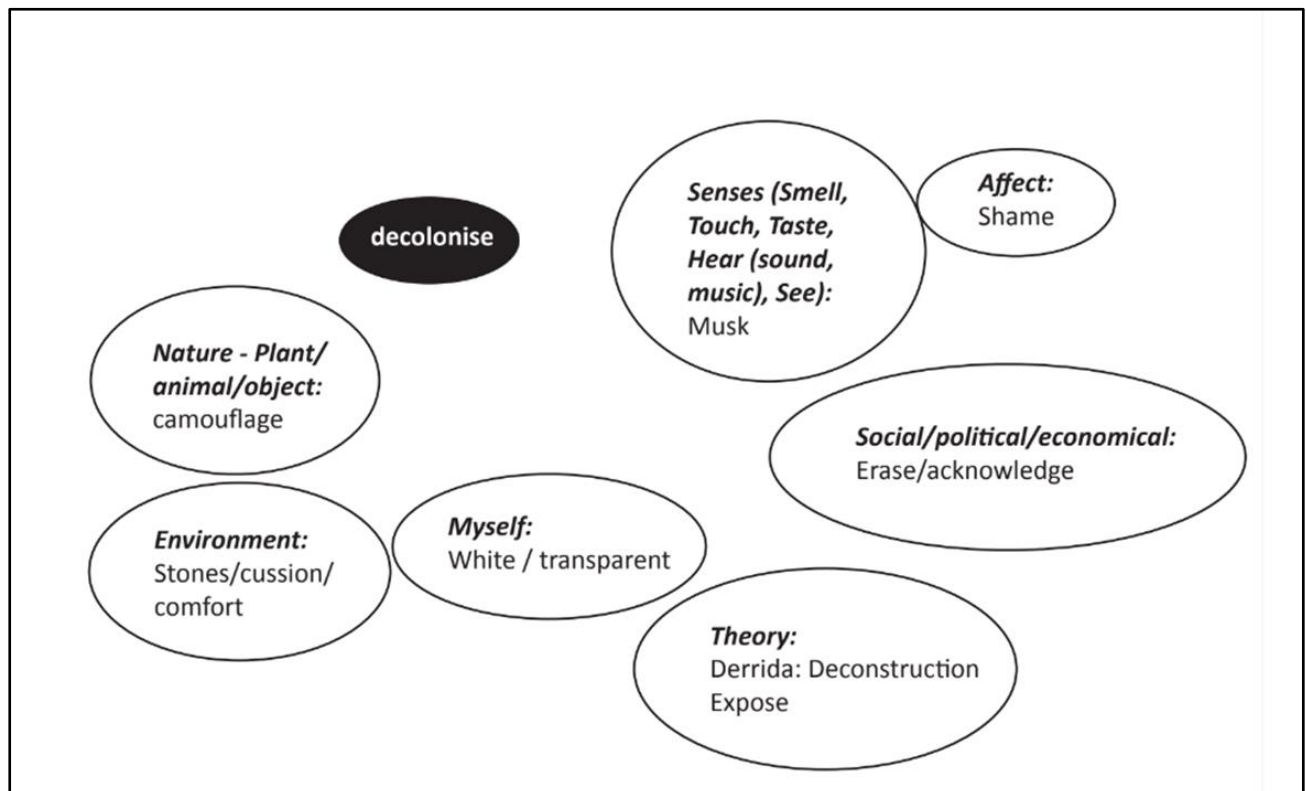 decolonise
Senses (Smell,
Touch, Taste,
Hear (sound,
music), See):
Musk
Affect:
Shame
Nature - Plant/
animal/object:
camouflage
Social/political/economical:
Erase/acknowledge
Environment:
Stones/cussion/
comfort
Myself:
White / transparent
Theory:
Derrida: Deconstruction
Expose